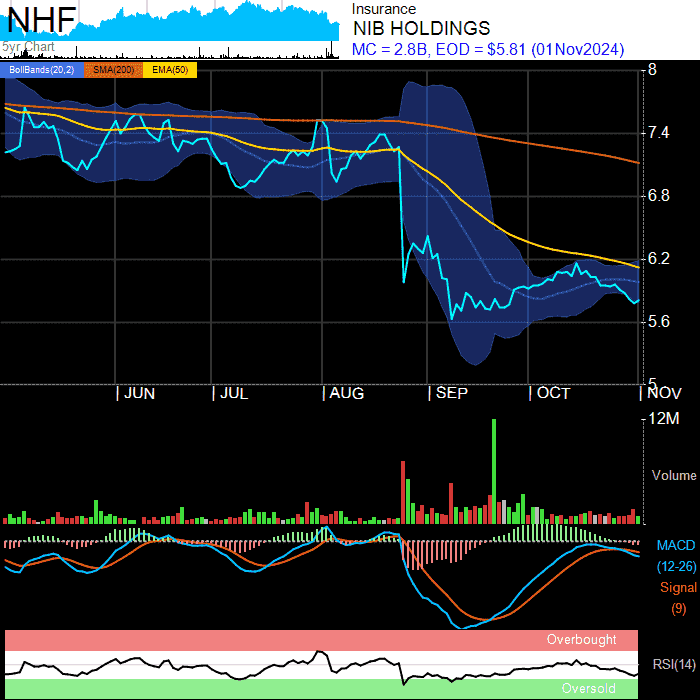 NHF
Insurance
NIB HOLDINGS
MC = 2.8B, EOD = $5.81 (01Nov2024)
5yr Chart
BollBands(20,2) SMA(200) EMA(50)
8
7.4
6.8
6.2
5.6
5
JUN JUL AUG SEP OCT NOV
12M
Volume
MACD
(12-26)
Signal
(9)
Overbought
RSI(14)
Oversold